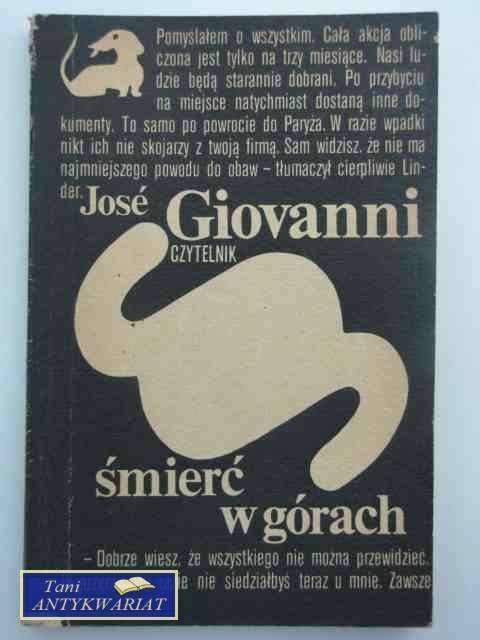 Pomyślałem o wszystkim. Cała akcja obli-
czona jest tylko na trzy miesiące. Nasi lu-
dzie będą starannie dobrani. Po przybyciu
na miejsce natychmiast dostaną inne do-
kumenty. To samo po powrocie do Paryża. W razie wpadki
nikt ich nie skojarzy z twoją firmą. Sam widzisz, że nie ma
najmniejszego powodu do obaw – tłumaczył cierpliwie Lin-
der.
José Giovanni
CZYTELNIK
śmierć
w górach
– Dobrze wiesz, że wszystkiego nie można przewidzieć.
nie siedziałbyś teraz u mnie. Zawsze
Tani
ANTYKWARIAT